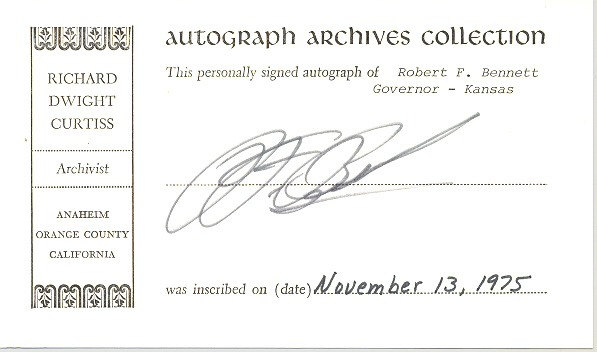 AUTOGRAPH ARCHIVES COLLECTION
RICHARD
DWIGHT
CURTISS
Archivist
ANAHEIM
ORANGE COUNTY
CALIFORNIA
This personally signed autograph of Robert F. Bennett
Governor - Kansas
was inscribed on (date) November 13, 1975